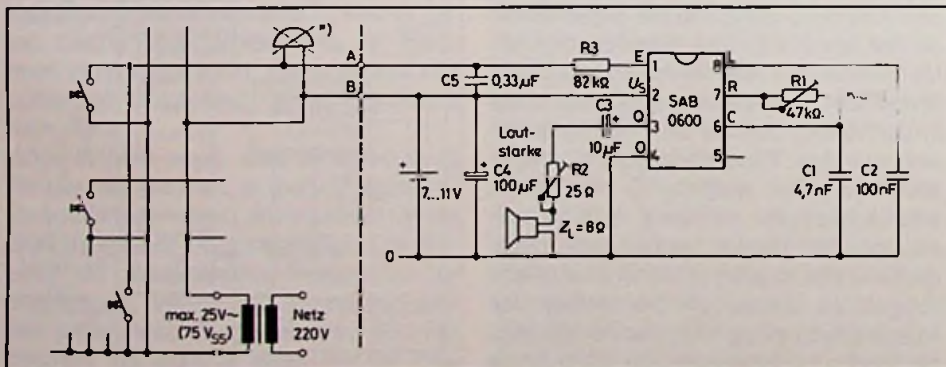 *)
A
B
C5
0,33µF
R3
82kΩ
E
U_S
Q
O
1
2
3
4
SAB
0600
8
7
6
5
L
R
C
R1
47kΩ
C3
+
10µF
Laut-
stärke
R2
25Ω
Z_L = 8Ω
7...11V
+
C4
100µF
C1
4,7nF
C2
100nF
0
max. 25V~
(75 V_SS)
Netz
220V